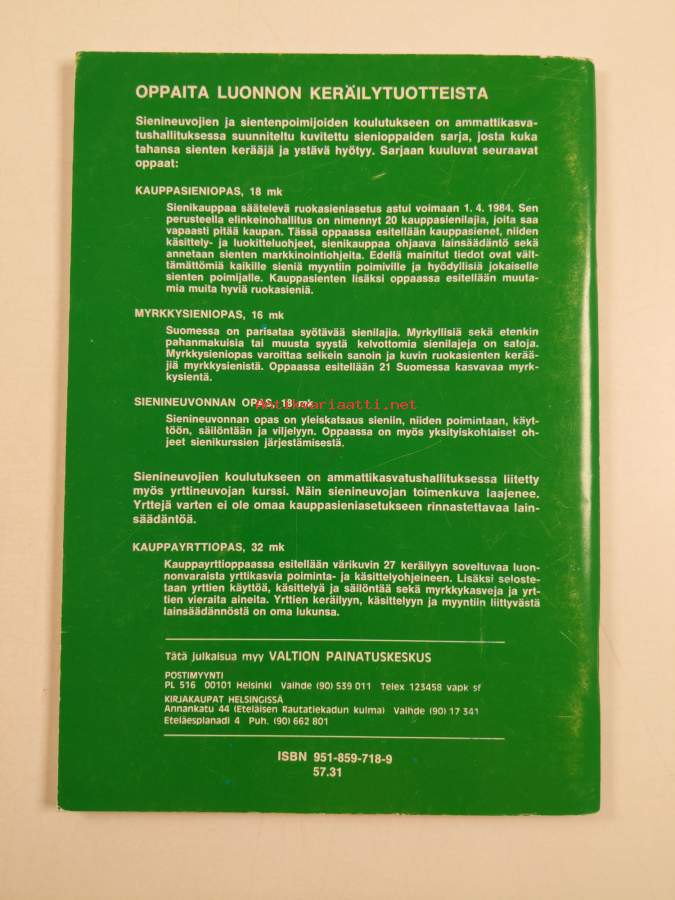 OPPAITA LUONNON KERÄILYTUOTTEISTA
Sienineuvojien ja sientenpoimijoiden koulutukseen on ammattikasva-
tushallituksessa suunniteltu kuvitettu sienioppaiden sarja, josta kuka
tahansa sienten kerääjä ja ystävä hyötyy. Sarjaan kuuluvat seuraavat
oppaat:
KAUPPASIENIOPAS, 18 mk
Sienikauppaa säätelevä ruokasieniasetus astui voimaan 1. 4. 1984. Sen
perusteella elinkeinohallitus on nimennyt 20 kauppasienilajia, joita saa
vapaasti pitää kaupan. Tässä oppaassa esitellään kauppasienet, niiden
käsittely- ja luokitteluohjeet, sienikauppaa ohjaava lainsäädäntö sekä
annetaan sienten markkinointiohjeita. Edellä mainitut tiedot ovat vält-
tämättömiä kaikille sieniä myyntiin poimiville ja hyödyllisiä jokaiselle
sienten poimijalle. Kauppasienten lisäksi oppaassa esitellään muuta-
mia muita hyviä ruokasieniä.
MYRKKYSIENIOPAS, 16 mk
Suomessa on parisataa syötävää sienilajia. Myrkyllisiä sekä etenkin
pahanmakuisia tai muusta syystä kelvottomia sienilajeja on satoja.
Myrkkysieniopas varoittaa selkein sanoin ja kuvin ruokasienten kerää-
jiä myrkkysienistä. Oppaassa esitellään 21 Suomessa kasvavaa myrk-
kysientä.
SIENINEUVONNAN OPAS, 18 mk
Antikvariaatti.net
Sienineuvonnan opas on yleiskatsaus sieniin, niiden poimintaan, käyt-
töön, säilöntään ja viljelyyn. Oppaassa on myös yksityiskohtaiset oh-
jeet sienikurssien järjestämisestä.
Sienineuvojien koulutukseen on ammattikasvatushallituksessa liitetty
myös yrttineuvojan kurssi. Näin sienineuvojan toimenkuva laajenee.
Yrttejä varten ei ole omaa kauppasieniasetukseen rinnastettavaa lain-
säädäntöä.
KAUPPAYRTTIOPAS, 32 mk
Kauppayrttioppaassa esitellään värikuvin 27 keräilyyn soveltuvaa luon-
nonvaraista yrttikasvia poiminta- ja käsittelyohjeineen. Lisäksi seloste-
taan yrttien käyttöä, käsittelyä ja säilöntää sekä myrkkykasveja ja yrt-
tien vieraita aineita. Yrttien keräilyyn, käsittelyyn ja myyntiin liittyvästä
lainsäädännöstä on oma lukunsa.
Tätä julkaisua myy VALTION PAINATUSKESKUS
POSTIMYYNTI
PL 516 00101 Helsinki Vaihde (90) 539 011 Telex 123458 vapk sf
KIRJAKAUPAT HELSINGISSÄ
Annankatu 44 (Eteläisen Rautatiekadun kulma) Vaihde (90) 17 341
Eteläesplanadi 4 Puh. (90) 662 801
ISBN 951-859-718-9
57.31